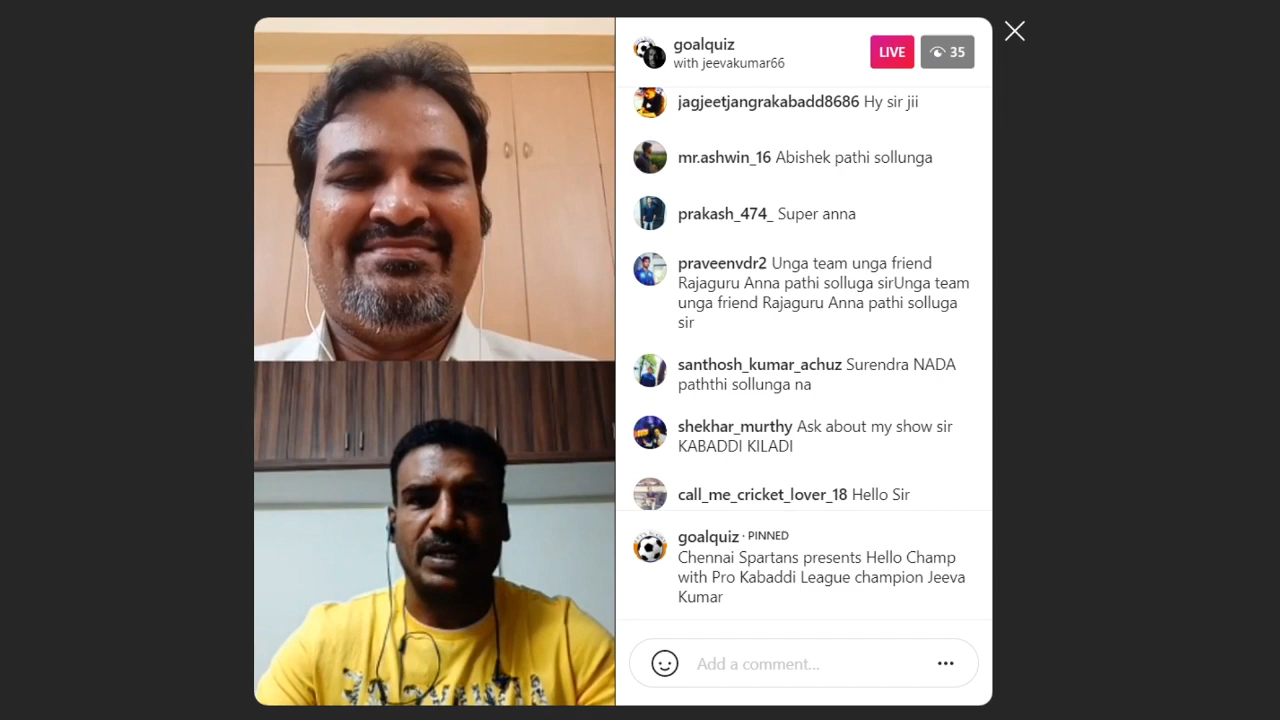 goalquiz
with jeevakumar66
LIVE
35
jagjeetjangrakabadd8686 Hy sir jii
mr.ashwin_16 Abishek pathi sollunga
prakash_474_ Super anna
praveenvdr2 Unga team unga friend
Rajaguru Anna pathi solluga sirUnga team
unga friend Rajaguru Anna pathi solluga
sir
santhosh_kumar_achuz Surendra NADA
paththi sollunga na
shekhar_murthy Ask about my show sir
KABADDI KILADI
call_me_cricket_lover_18 Hello Sir
goalquiz · PINNED
Chennai Spartans presents Hello Champ
with Pro Kabaddi League champion Jeeva
Kumar
Add a comment...